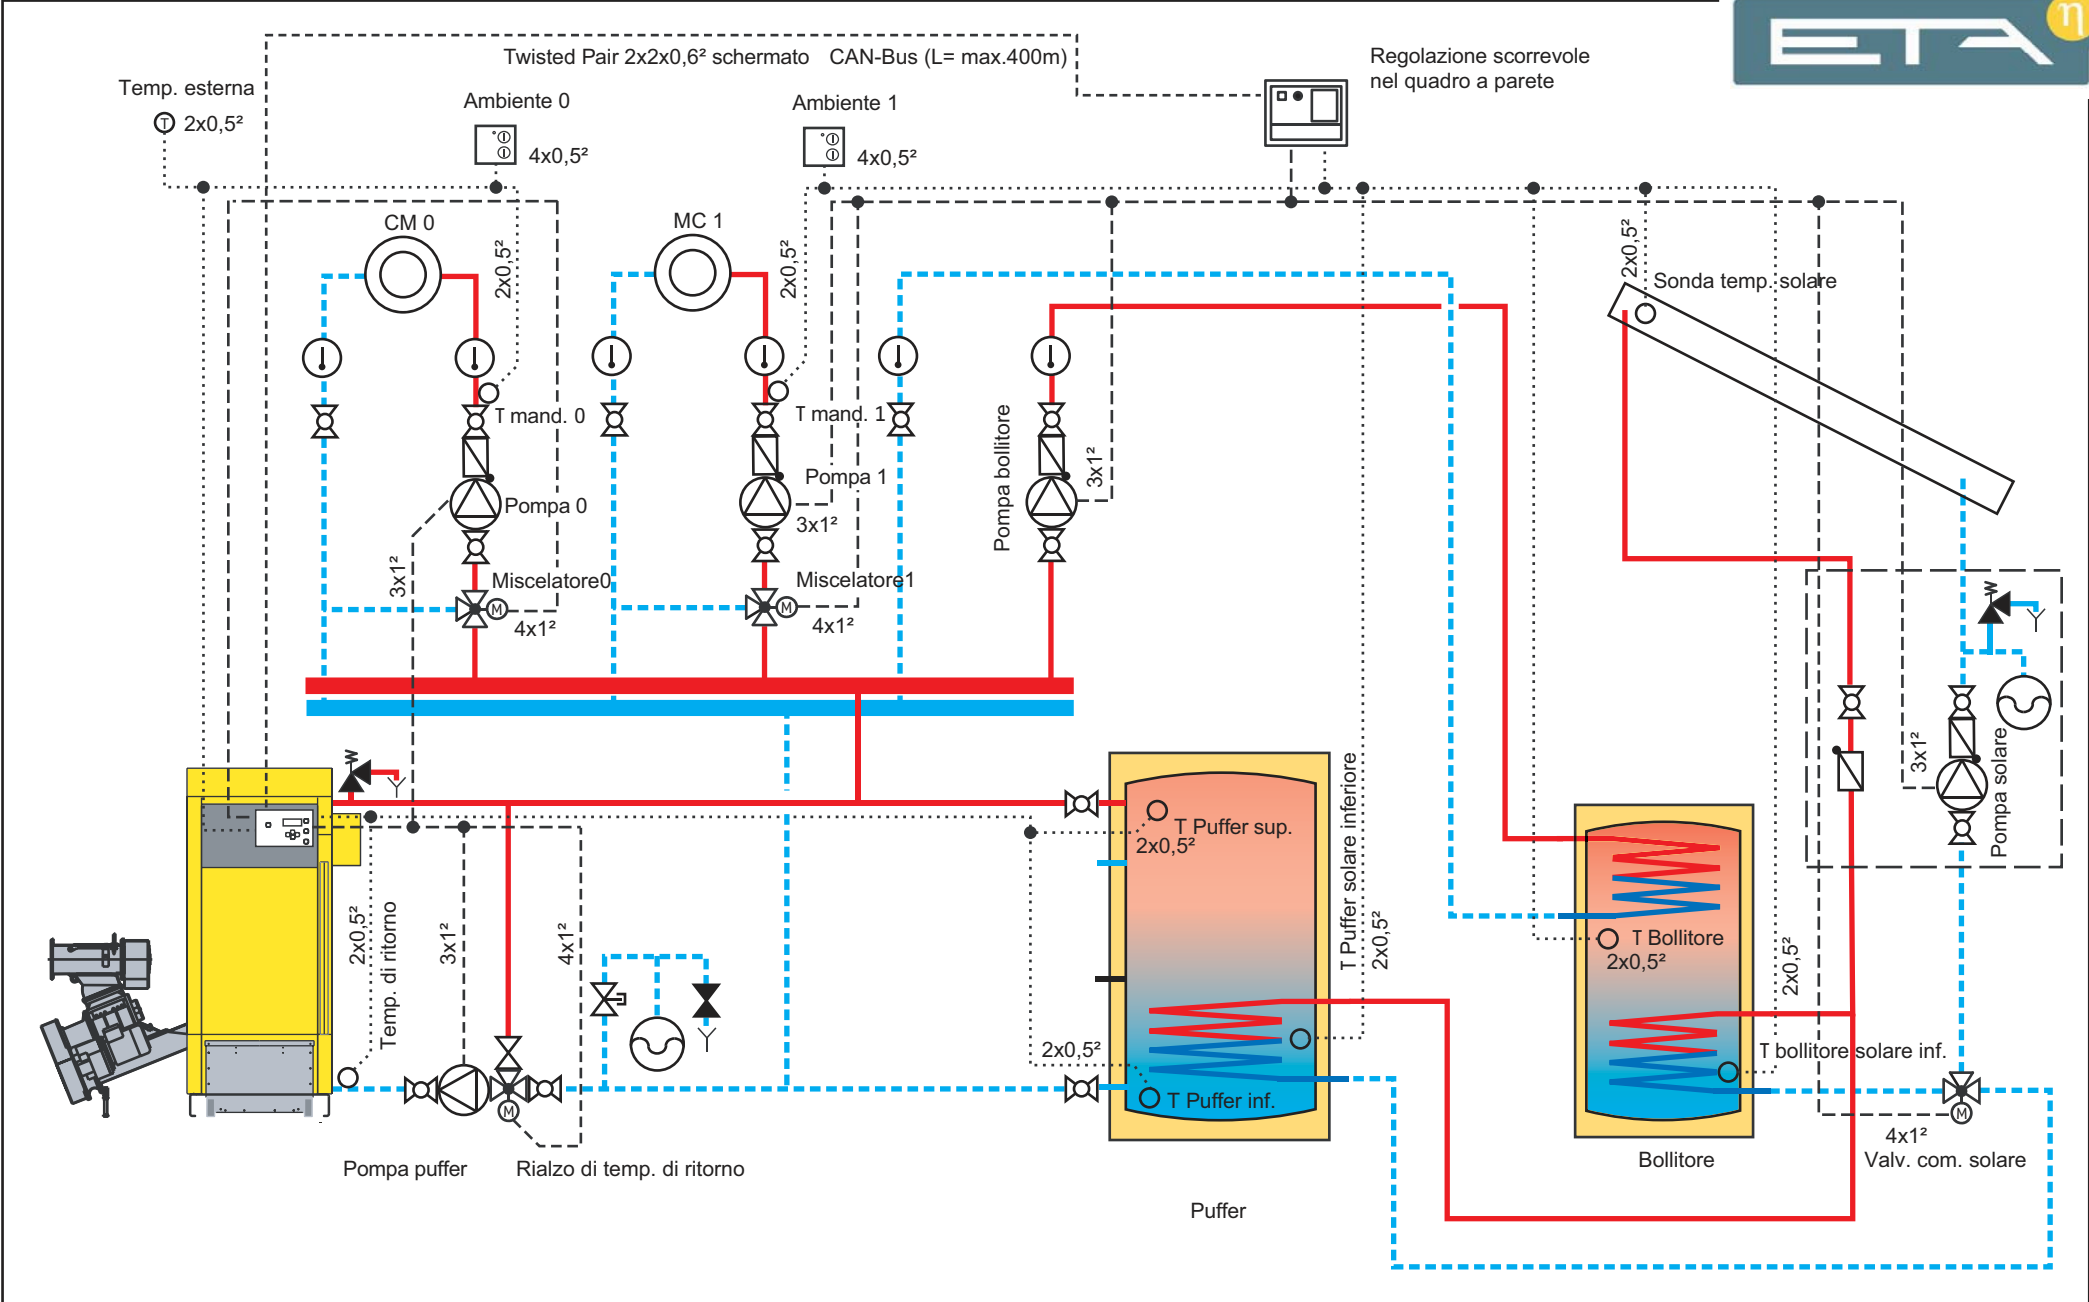 ETA η
Twisted Pair 2x2x0,6² schermato CAN-Bus (L= max.400m)
Regolazione scorrevole
nel quadro a parete
Temp. esterna
T 2x0,5²
Ambiente 0
4x0,5²
Ambiente 1
4x0,5²
CM 0
2x0,5²
MC 1
2x0,5²
2x0,5²
Sonda temp. solare
T mand. 0
T mand. 1
Pompa bollitore
3x1²
Pompa 0
Pompa 1
3x1²
3x1²
Miscelatore0
M
4x1²
Miscelatore1
M
4x1²
3x1²
Pompa solare
T Puffer sup.
2x0,5²
T Puffer solare inferiore
2x0,5²
2x0,5²
Temp. di ritorno
3x1²
4x1²
T Bollitore
2x0,5²
2x0,5²
2x0,5²
T Puffer inf.
T bollitore solare inf.
M
M
4x1²
Valv. com. solare
Pompa puffer
Rialzo di temp. di ritorno
Bollitore
Puffer